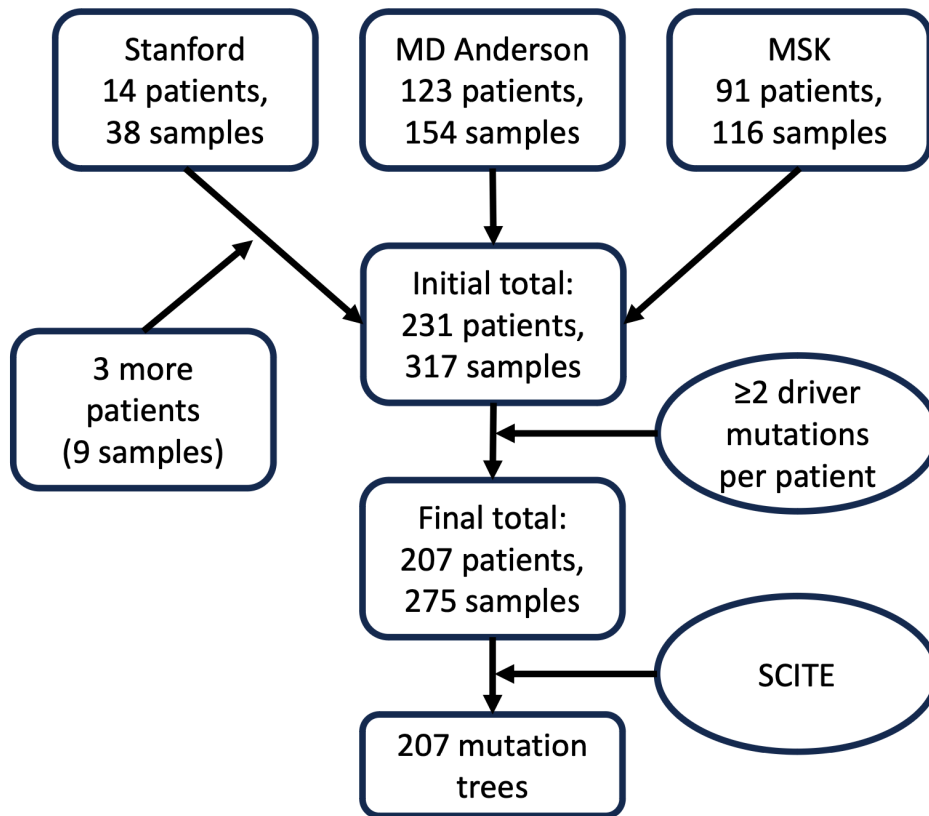 Stanford
14 patients,
38 samples
MD Anderson
123 patients,
154 samples
MSK
91 patients,
116 samples
Initial total:
231 patients,
317 samples
3 more
patients
(9 samples)
≥2 driver
mutations
per patient
Final total:
207 patients,
275 samples
SCITE
207 mutation
trees